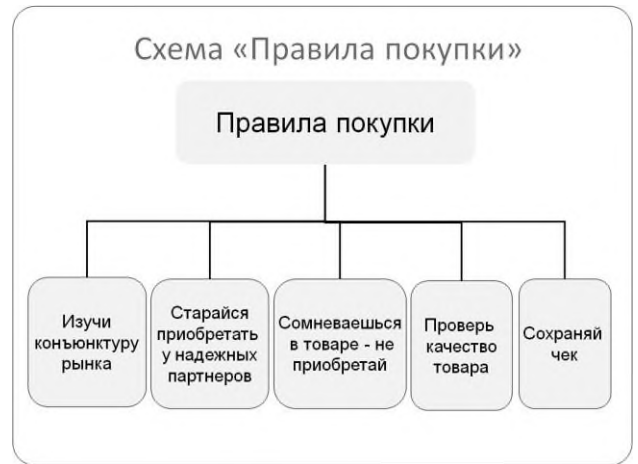 Схема «Правила покупки»
Правила покупки
Изучи
конъюнктуру
рынка
Старайся
приобретать
у надежных
партнеров
Сомневаешься
в товаре - не
приобретай
Проверь
качество
товара
Сохраняй
чек